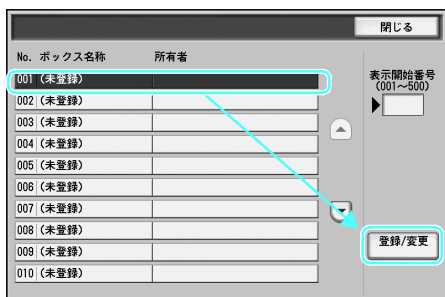 閉じる
No. ボックス名称 所有者
001 (未登録)
002 (未登録)
003 (未登録)
004 (未登録)
005 (未登録)
006 (未登録)
007 (未登録)
008 (未登録)
009 (未登録)
010 (未登録)
表示開始番号
(001~500)
登録/変更